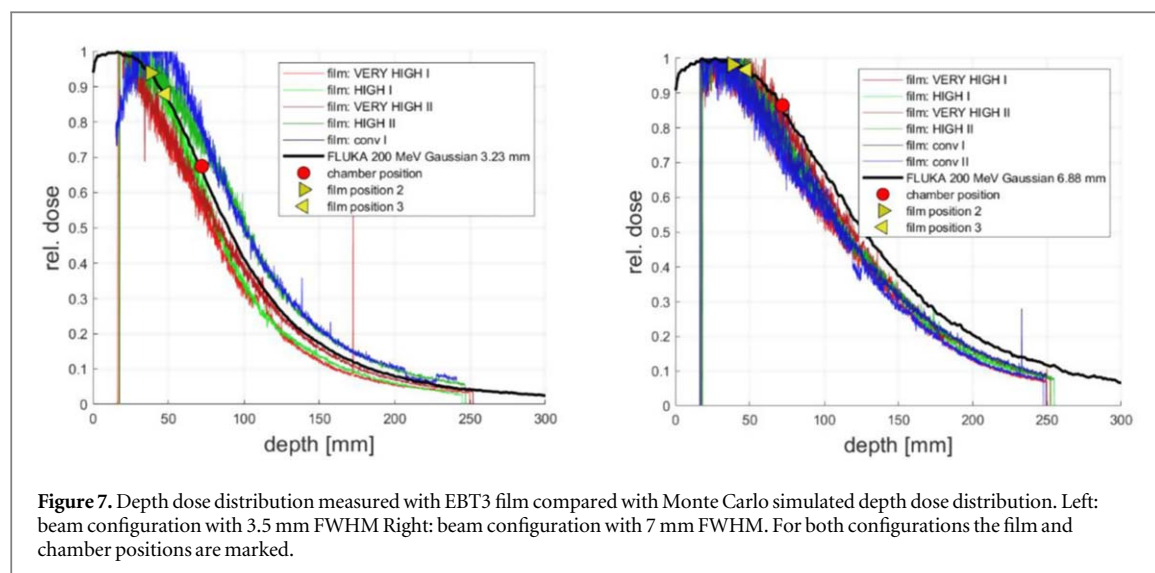 1
0.9
0.8
0.7
0.6
0.5
0.4
0.3
0.2
0.1
0
rel. dose
0 50 100 150 200 250 300
depth [mm]
film: VERY HIGH I
film: HIGH I
film: VERY HIGH II
film: HIGH II
film: conv I
FLUKA 200 MeV Gaussian 3.23 mm
chamber position
film position 2
film position 3
1
0.9
0.8
0.7
0.6
0.5
0.4
0.3
0.2
0.1
0
rel. dose
0 50 100 150 200 250 300
depth [mm]
film: VERY HIGH I
film: HIGH I
film: VERY HIGH II
film: HIGH II
film: conv I
film: conv II
FLUKA 200 MeV Gaussian 6.88 mm
chamber position
film position 2
film position 3
Figure 7. Depth dose distribution measured with EBT3 film compared with Monte Carlo simulated depth dose distribution. Left:
beam configuration with 3.5 mm FWHM Right: beam configuration with 7 mm FWHM. For both configurations the film and
chamber positions are marked.